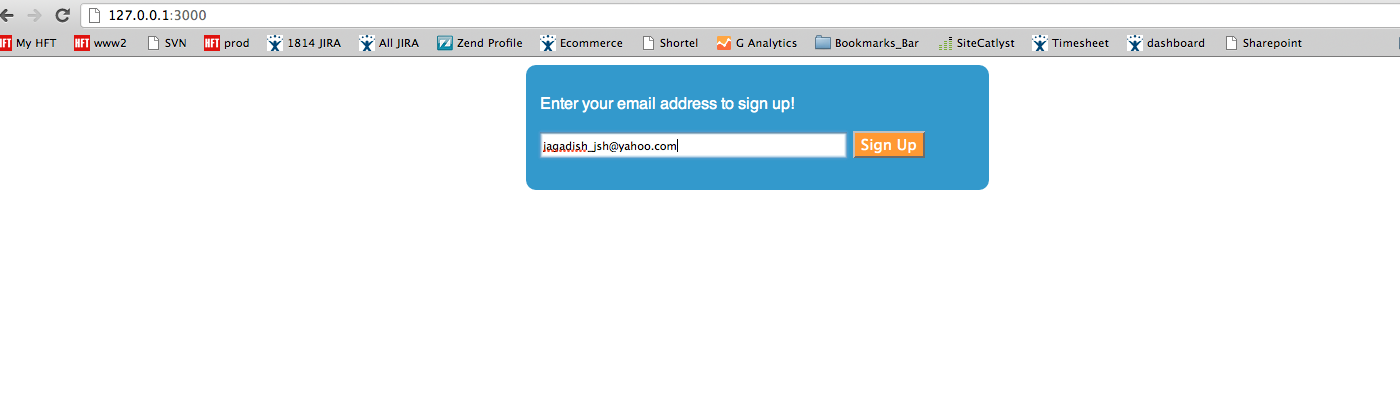 127.0.0.1:3000
HFT My HFT HFT www2 SVN HFT prod 1814 JIRA All JIRA Zend Profile Ecommerce Shortel G Analytics Bookmarks_Bar SiteCatlyst Timesheet dashboard Sharepoint
Enter your email address to sign up!
jagadish_jsh@yahoo.com Sign Up